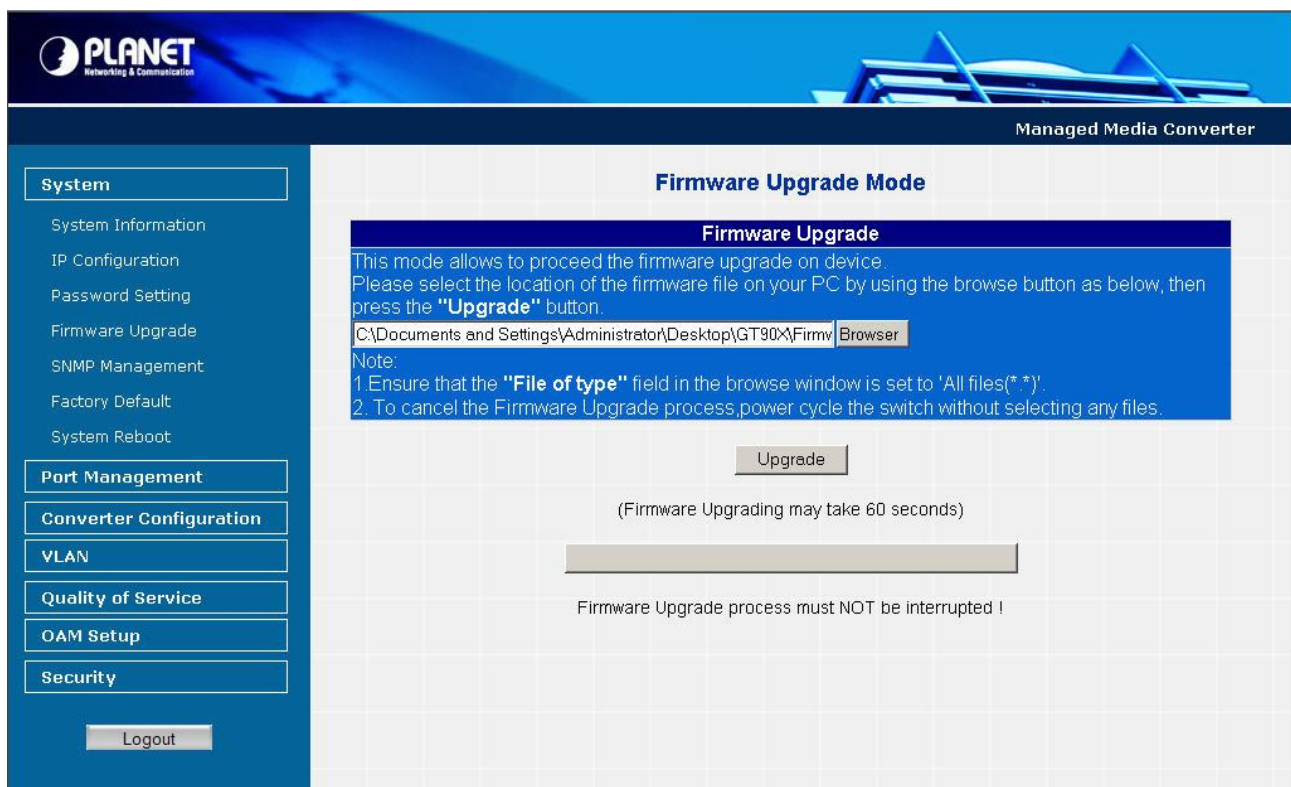 PLANET
Networking & Communication
Managed Media Converter
System
System Information
IP Configuration
Password Setting
Firmware Upgrade
SNMP Management
Factory Default
System Reboot
Port Management
Converter Configuration
VLAN
Quality of Service
OAM Setup
Security
Logout
Firmware Upgrade Mode
Firmware Upgrade
This mode allows to proceed the firmware upgrade on device.
Please select the location of the firmware file on your PC by using the browse button as below, then
press the "Upgrade" button.
C:\Documents and Settings\Administrator\Desktop\GT90X\Firmv Browser
Note:
1.Ensure that the "File of type" field in the browse window is set to 'All files(*.*)'.
2. To cancel the Firmware Upgrade process,power cycle the switch without selecting any files.
Upgrade
(Firmware Upgrading may take 60 seconds)
Firmware Upgrade process must NOT be interrupted !